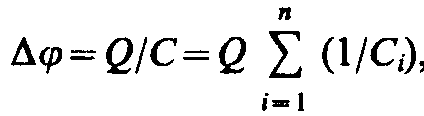 Δφ = Q/C = Q ∑_{i=1}^{n} (1/C_i),